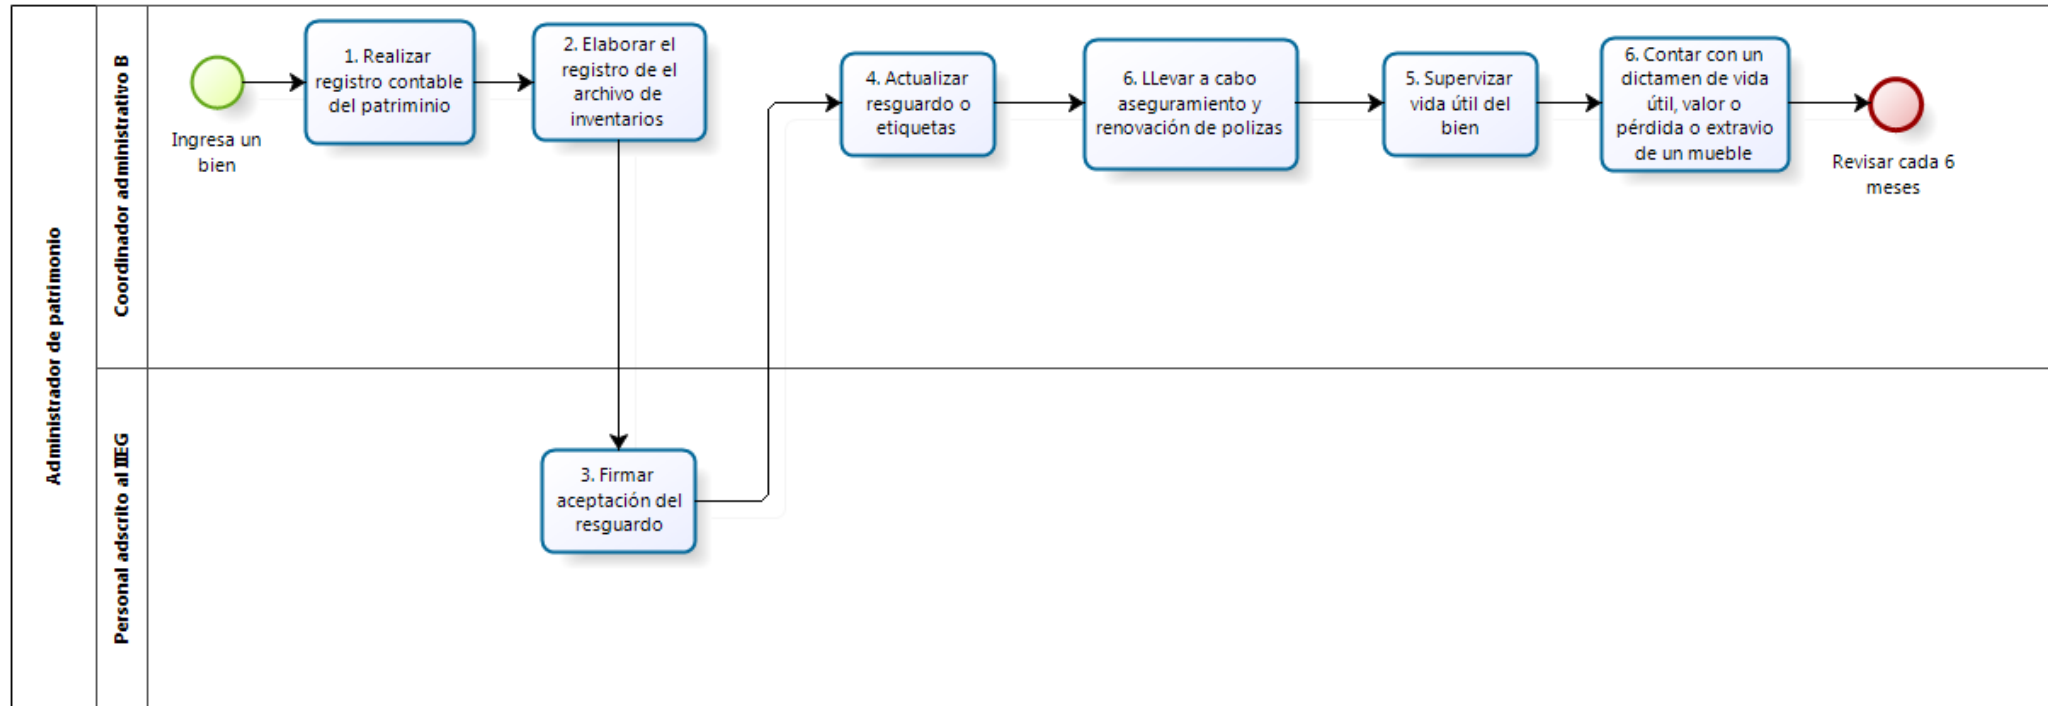 Administrador de patrimonio
Coordinador administrativo B
Ingresa un
bien
1. Realizar
registro contable
del patriminio
2. Elaborar el
registro de el
archivo de
inventarios
4. Actualizar
resguardo o
etiquetas
6. LLevar a cabo
aseguramiento y
renovación de polizas
5. Supervizar
vida útil del
bien
6. Contar con un
dictamen de vida
útil, valor o
pérdida o extravio
de un mueble
Revisar cada 6
meses
Personal adscrito al IIEG
3. Firmar
aceptación del
resguardo